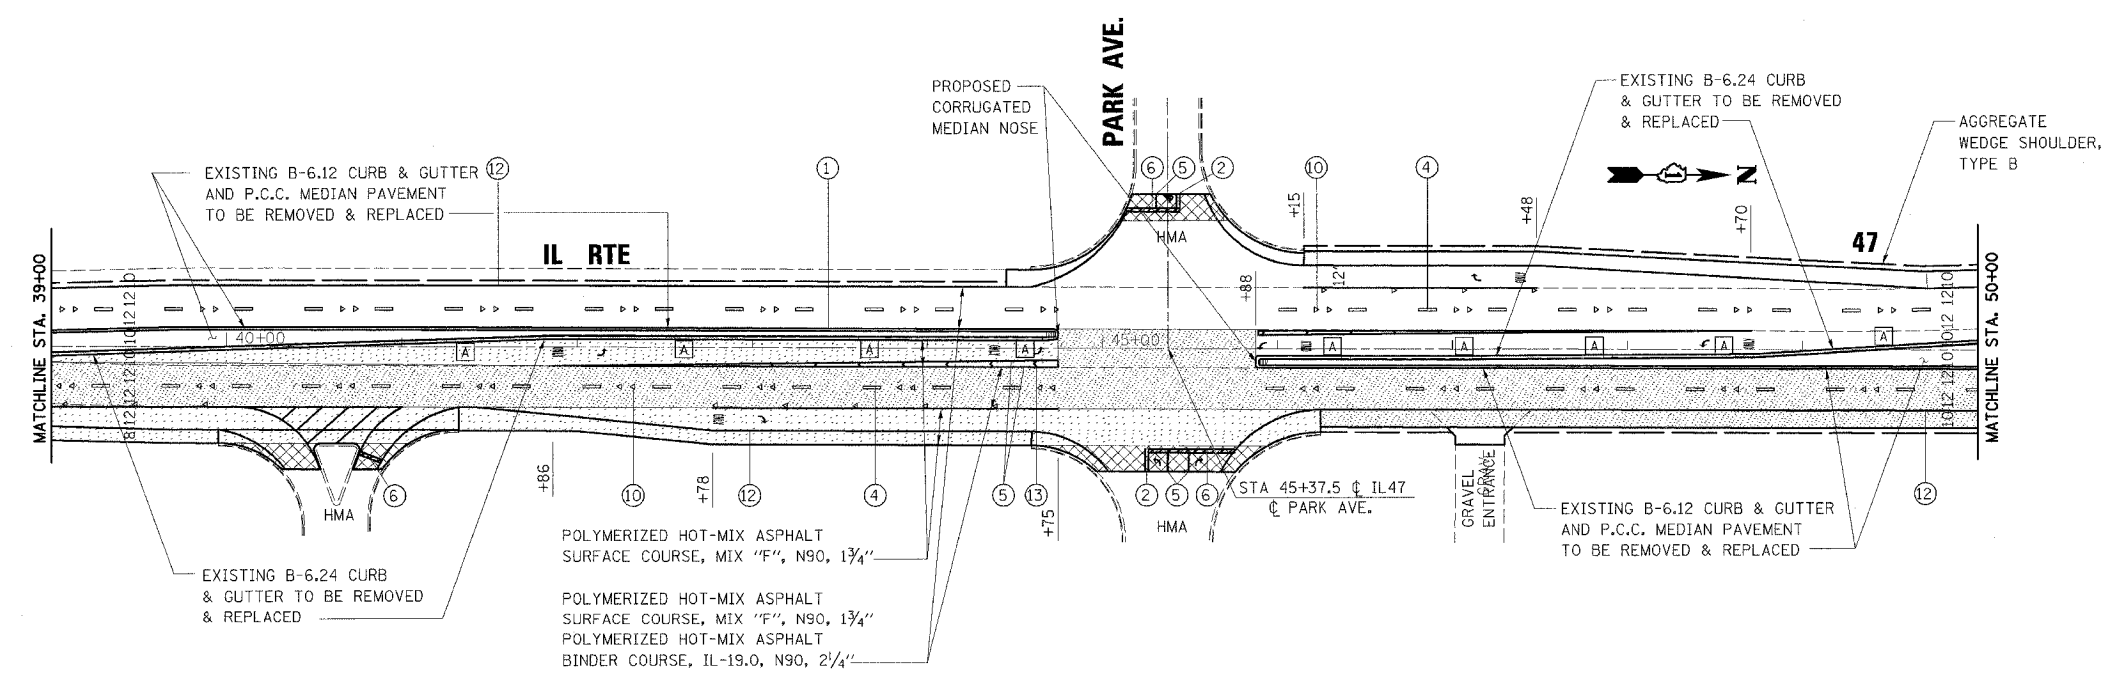 PARK AVE.
PROPOSED
CORRUGATED
MEDIAN NOSE
EXISTING B-6.24 CURB
& GUTTER TO BE REMOVED
& REPLACED
AGGREGATE
WEDGE SHOULDER,
TYPE B
N
EXISTING B-6.12 CURB & GUTTER
AND P.C.C. MEDIAN PAVEMENT
TO BE REMOVED & REPLACED
12
1
6
5
2
10
4
+15
+48
+70
HMA
IL RTE
47
12'
+88
MATCHLINE STA. 39+00
MATCHLINE STA. 50+00
40+00
45+00
A
A
A
A
A
A
A
A
A
HMA
6
+86
10
+78
12
4
5
13
+75
2
5
6
HMA
STA 45+37.5 ℄ IL47
℄ PARK AVE.
GRAVEL
ENTRANCE
12
EXISTING B-6.12 CURB & GUTTER
AND P.C.C. MEDIAN PAVEMENT
TO BE REMOVED & REPLACED
POLYMERIZED HOT-MIX ASPHALT
SURFACE COURSE, MIX "F", N90, 1¾"
EXISTING B-6.24 CURB
& GUTTER TO BE REMOVED
& REPLACED
POLYMERIZED HOT-MIX ASPHALT
SURFACE COURSE, MIX "F", N90, 1¾"
POLYMERIZED HOT-MIX ASPHALT
BINDER COURSE, IL-19.0, N90, 2¼"